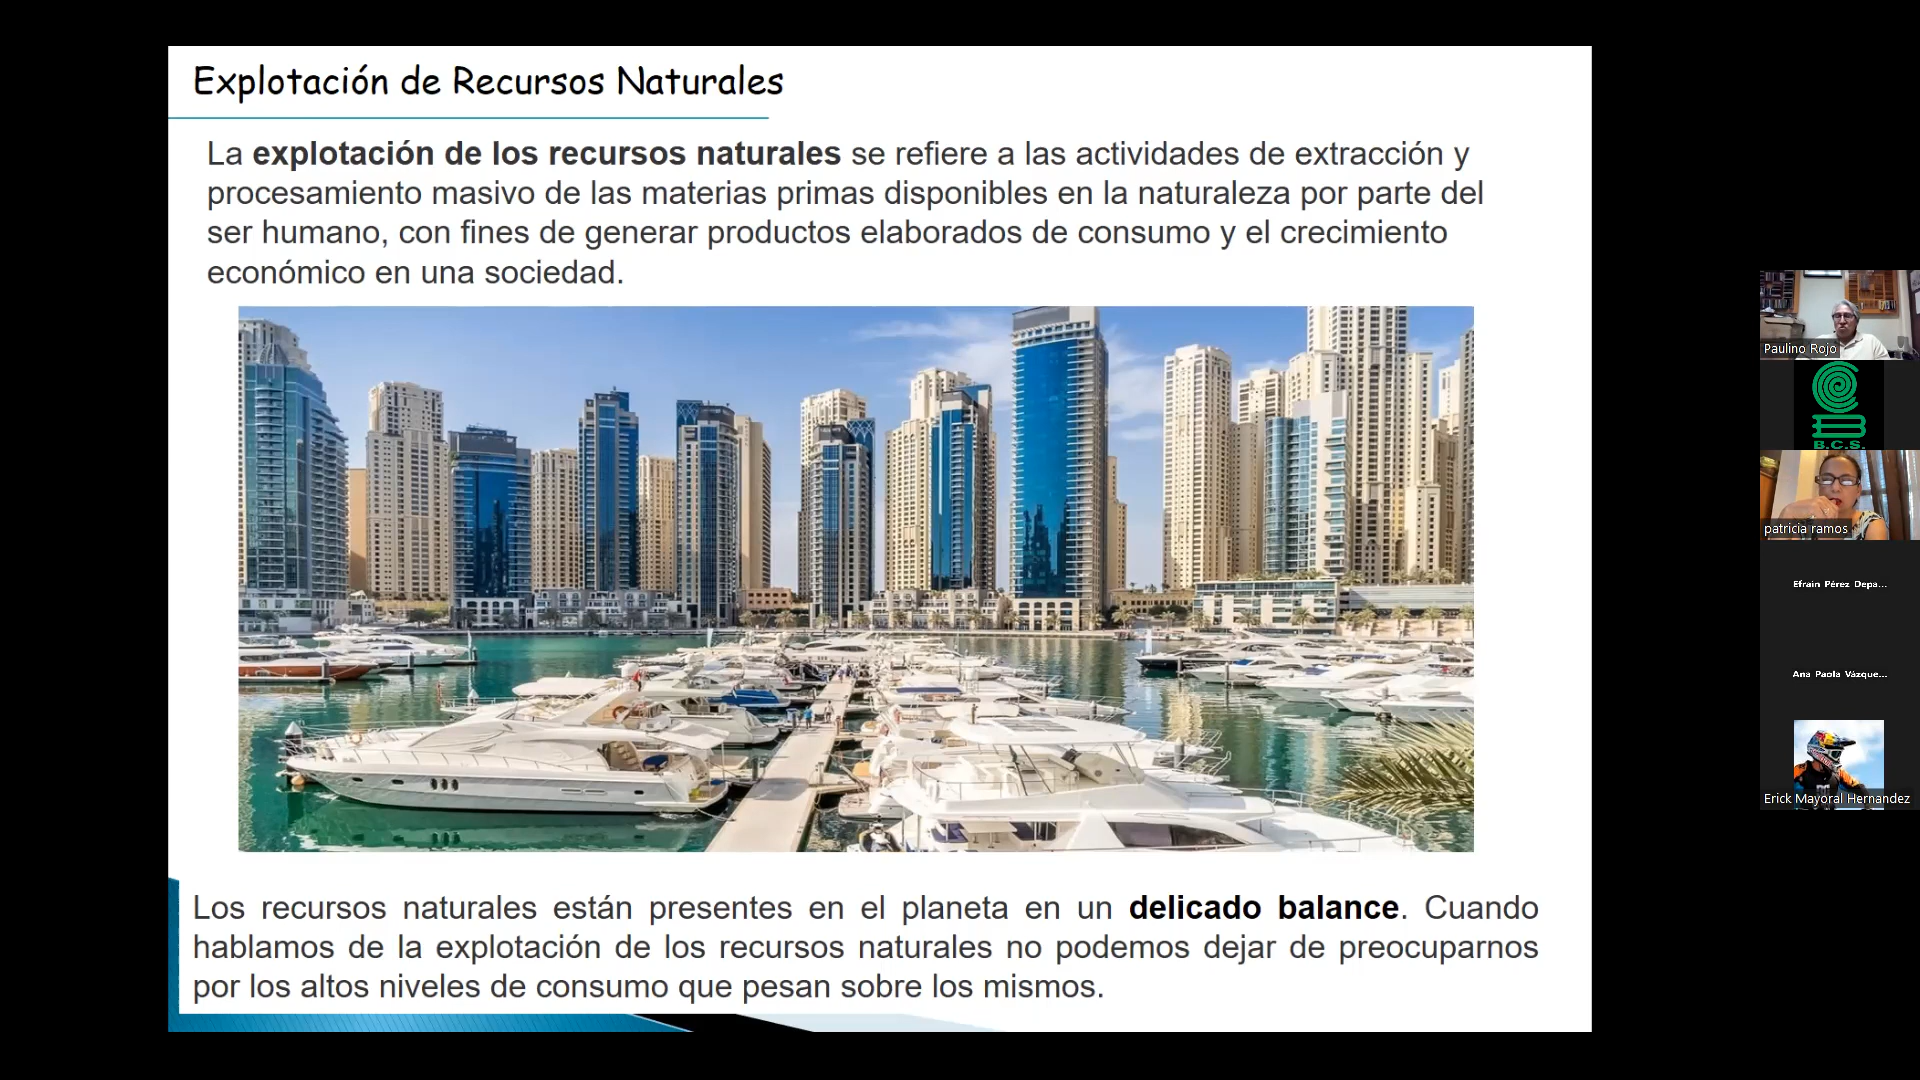 Explotación de Recursos Naturales
La explotación de los recursos naturales se refiere a las actividades de extracción y
procesamiento masivo de las materias primas disponibles en la naturaleza por parte del
ser humano, con fines de generar productos elaborados de consumo y el crecimiento
económico en una sociedad.
Los recursos naturales están presentes en el planeta en un delicado balance. Cuando
hablamos de la explotación de los recursos naturales no podemos dejar de preocuparnos
por los altos niveles de consumo que pesan sobre los mismos.
Paulino Rojo
B.C.S.
patricia ramos
Efrain Pérez Depa...
Ana Paola Vázque...
Erick Mayoral Hernandez